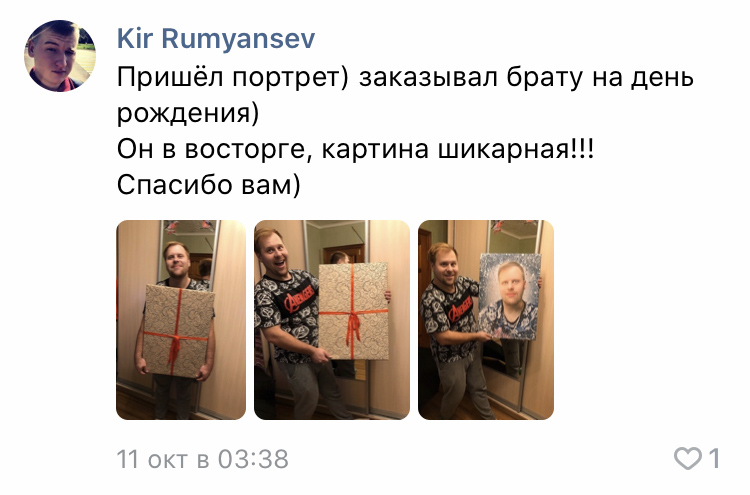 Kir Rumyansev
Пришёл портрет) заказывал брату на день
рождения)
Он в восторге, картина шикарная!!!
Спасибо вам)
AVENGERS
11 окт в 03:38
1